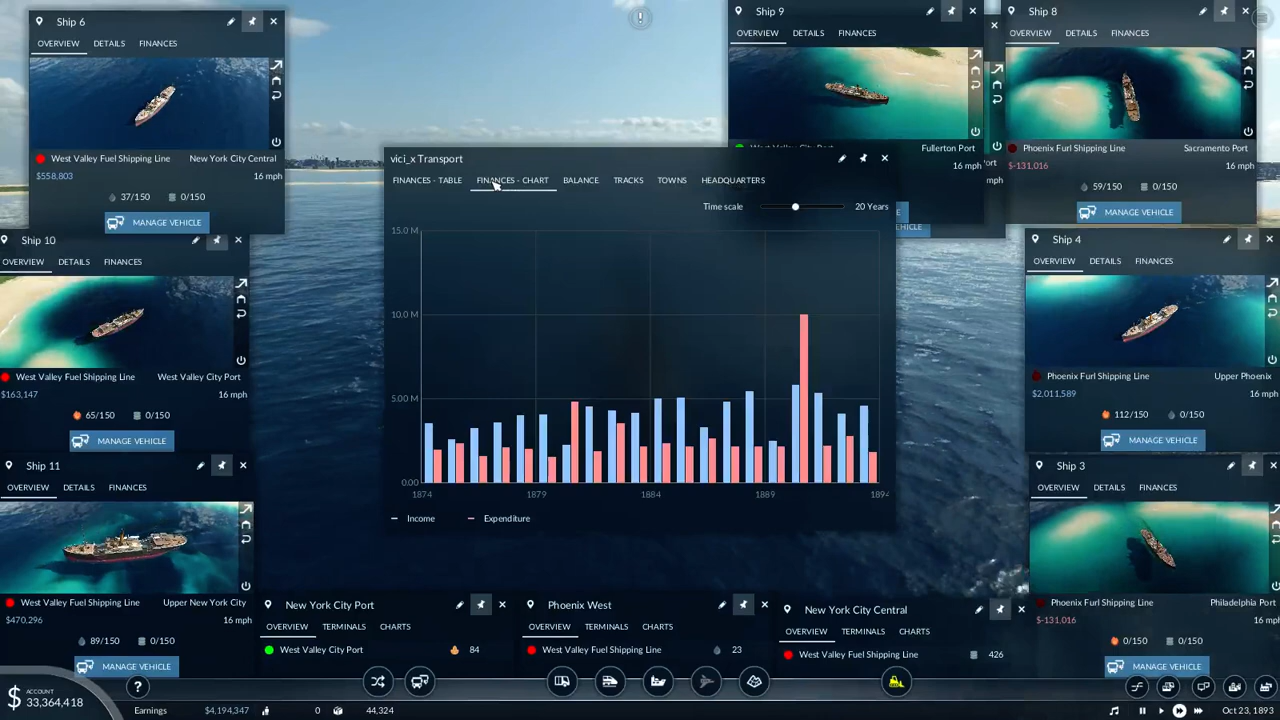 Ship 6
OVERVIEW DETAILS FINANCES
West Valley Fuel Shipping Line New York City Central
$558,803 16 mph
37/150 0/150
MANAGE VEHICLE
Ship 9
OVERVIEW DETAILS FINANCES
Fullerton Port
16 mph
Ship 8
OVERVIEW DETAILS FINANCES
Phoenix Furl Shipping Line Sacramento Port
$-131,016 16 mph
59/150 0/150
MANAGE VEHICLE
Ship 10
OVERVIEW DETAILS FINANCES
West Valley Fuel Shipping Line West Valley City Port
$163,147 16 mph
65/150 0/150
MANAGE VEHICLE
vici_x Transport
FINANCES - TABLE FINANCES - CHART BALANCE TRACKS TOWNS HEADQUARTERS
Time scale 20 Years
15.0 M
10.0 M
5.00 M
0.00
1874 1879 1884 1889 1894
Income Expenditure
Ship 4
OVERVIEW DETAILS FINANCES
Phoenix Furl Shipping Line Upper Phoenix
$2,011,589 16 mph
112/150 0/150
MANAGE VEHICLE
Ship 11
OVERVIEW DETAILS FINANCES
West Valley Fuel Shipping Line Upper New York City
$470,296 16 mph
89/150 0/150
MANAGE VEHICLE
Ship 3
OVERVIEW DETAILS FINANCES
Phoenix Furl Shipping Line Philadelphia Port
$-131,016 16 mph
0/150 0/150
MANAGE VEHICLE
New York City Port
OVERVIEW TERMINALS CHARTS
West Valley City Port 84
Phoenix West
OVERVIEW TERMINALS CHARTS
West Valley Fuel Shipping Line 23
New York City Central
OVERVIEW TERMINALS CHARTS
West Valley Fuel Shipping Line 426
$ ACCOUNT
33,364,418
?
Earnings $4,194,347 0 44,324 Oct 23, 1893